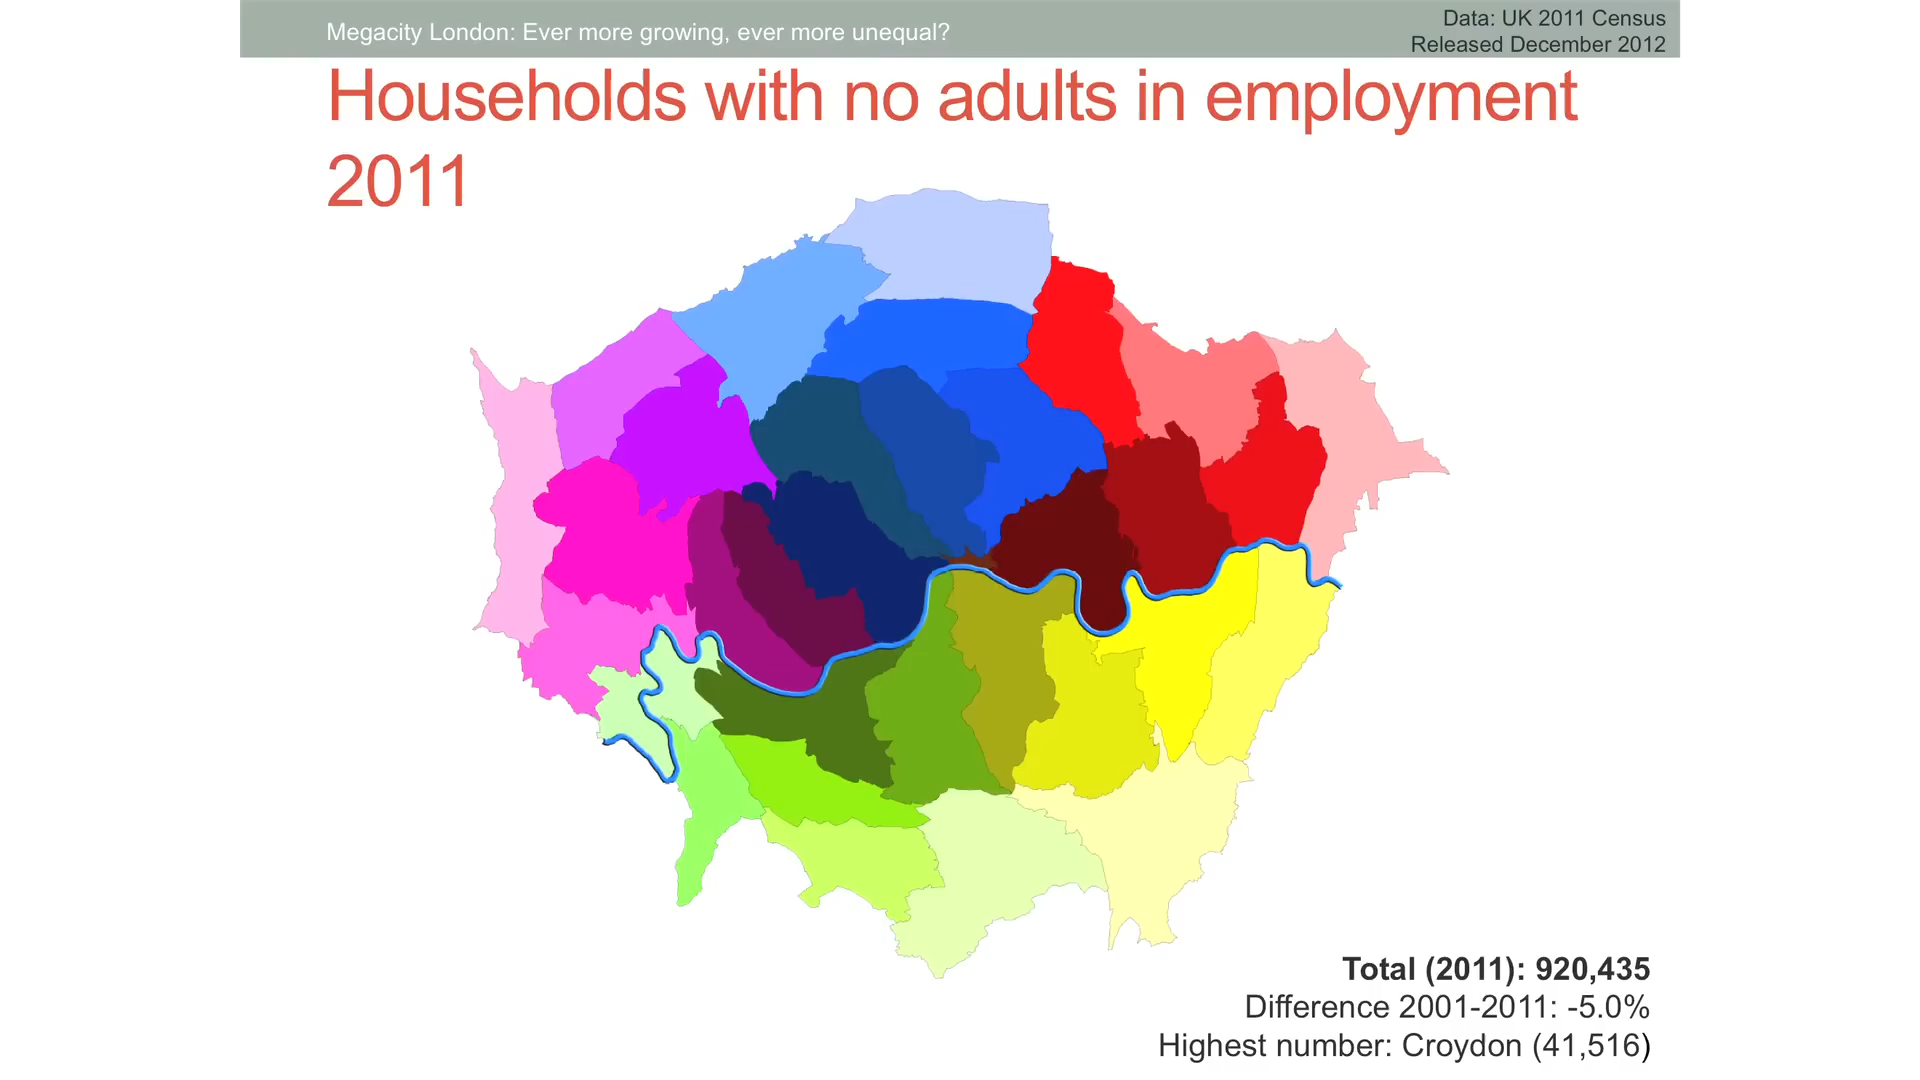 Megacity London: Ever more growing, ever more unequal?
Data: UK 2011 Census
Released December 2012
Households with no adults in employment
2011
Total (2011): 920,435
Difference 2001-2011: -5.0%
Highest number: Croydon (41,516)